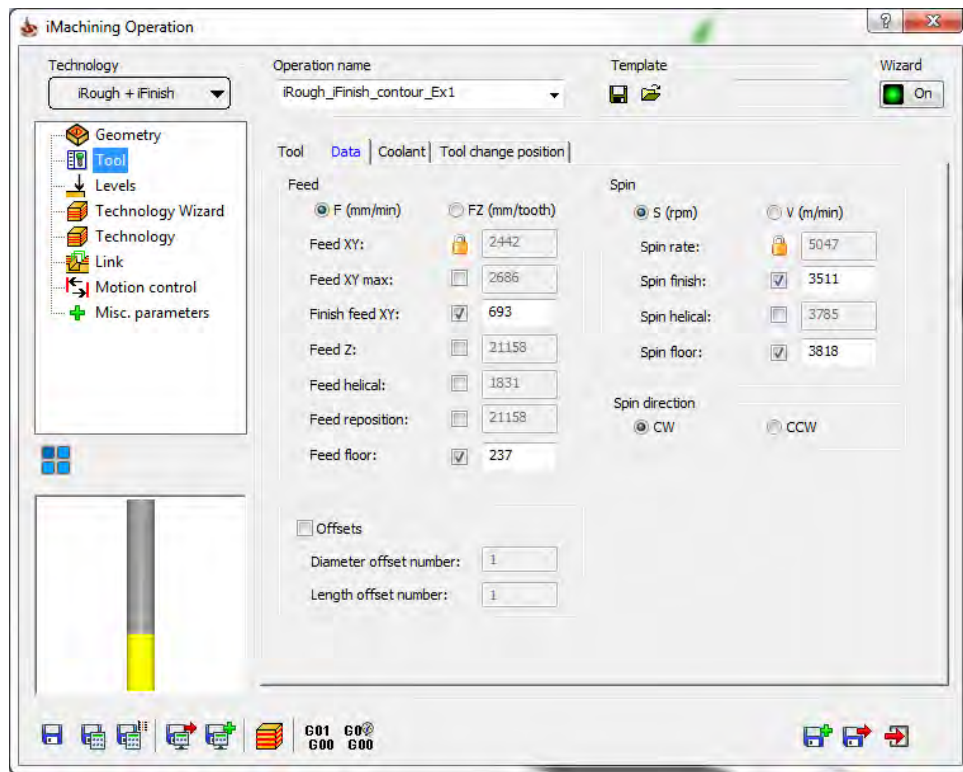 iMachining Operation
Technology
iRough + iFinish
Operation name
iRough_iFinish_contour_Ex1
Template
Wizard
On
Geometry
Tool
Levels
Technology Wizard
Technology
Link
Motion control
Misc. parameters
Tool Data Coolant Tool change position
Feed
F (mm/min) FZ (mm/tooth)
Feed XY: 2442
Feed XY max: 2686
Finish feed XY: 693
Feed Z: 21158
Feed helical: 1831
Feed reposition: 21158
Feed floor: 237
Spin
S (rpm) V (m/min)
Spin rate: 5047
Spin finish: 3511
Spin helical: 3785
Spin floor: 3818
Spin direction
CW CCW
Offsets
Diameter offset number: 1
Length offset number: 1
G01 G0
G00 G00